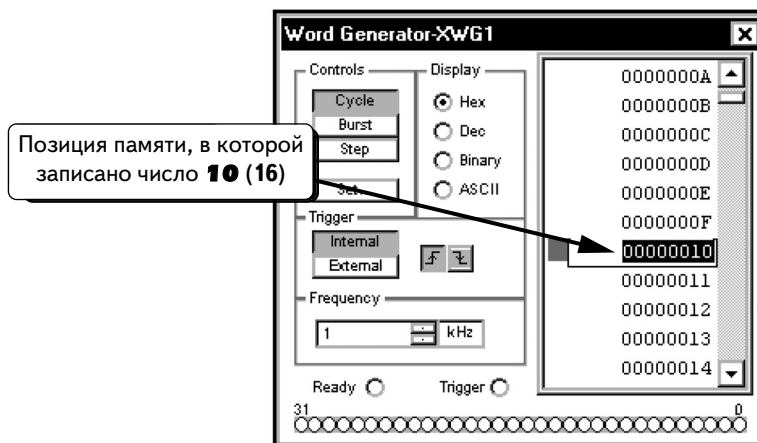 Word Generator-XWG1
Controls
Cycle
Burst
Step
Set..
Display
Hex
Dec
Binary
ASCII
Позиция памяти, в которой
записано число 10 (16)
Trigger
Internal
External
Frequency
1 kHz
Ready Trigger
31 0
0000000A
0000000B
0000000C
0000000D
0000000E
0000000F
00000010
00000011
00000012
00000013
00000014